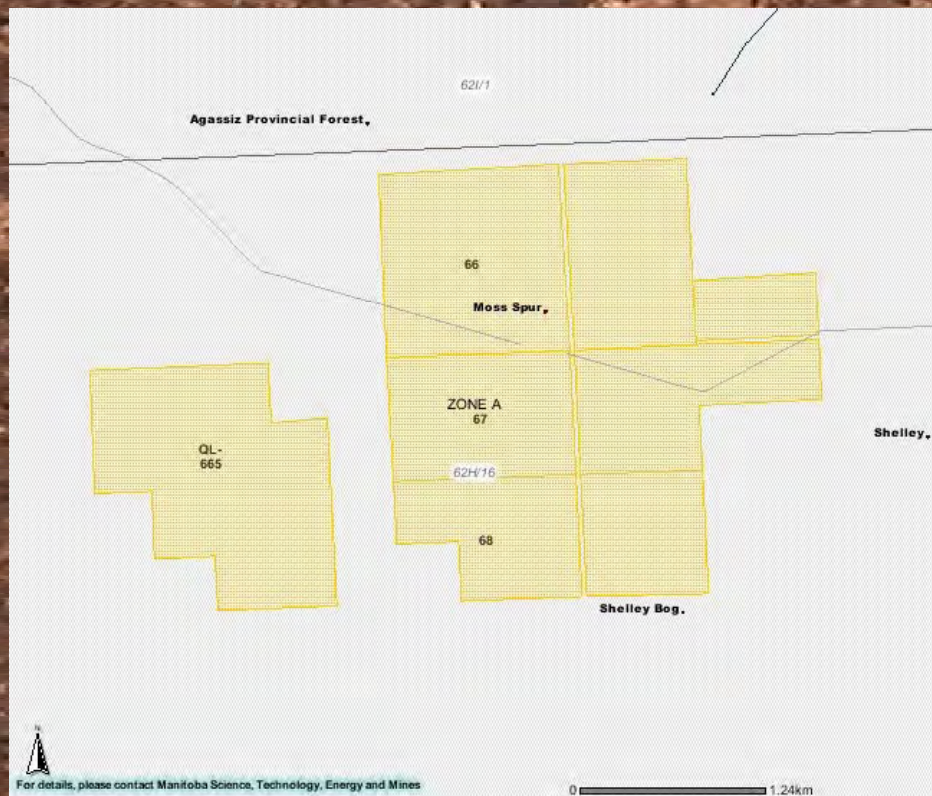 62I/1
Agassiz Provincial Forest
66
Moss Spur
ZONE A
67
Shelley
QL-
665
62H/16
68
Shelley Bog
N
For details, please contact Manitoba Science, Technology, Energy and Mines
0 1.24km